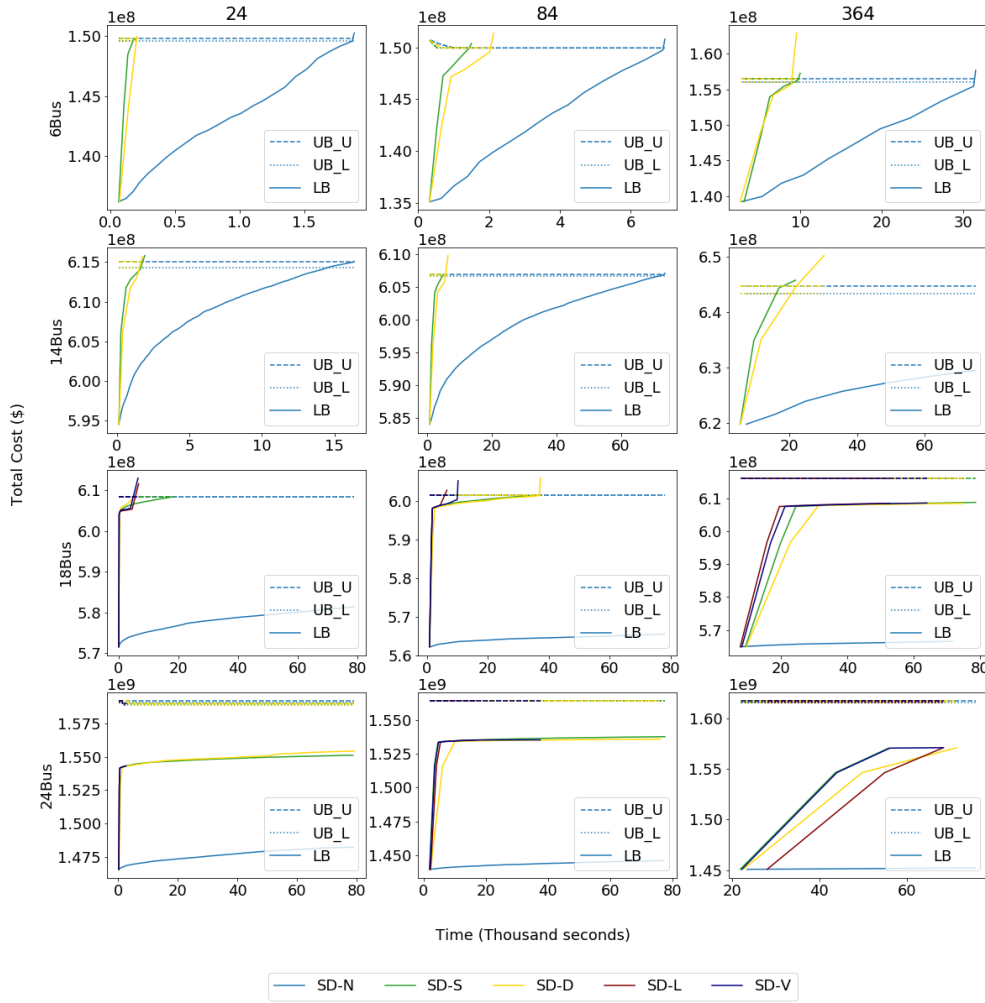 24 84 364
1e8 1e8 1e8
1.50
1.45
1.40
6Bus
UB_U
UB_L
LB
0.0 0.5 1.0 1.5
1.50
1.45
1.40
1.35
UB_U
UB_L
LB
0 2 4 6
1.60
1.55
1.50
1.45
1.40
UB_U
UB_L
LB
10 20 30
1e8 1e8 1e8
6.15
6.10
6.05
6.00
5.95
14Bus
UB_U
UB_L
LB
0 5 10 15
6.10
6.05
6.00
5.95
5.90
5.85
UB_U
UB_L
LB
0 20 40 60
6.5
6.4
6.3
6.2
UB_U
UB_L
LB
20 40 60
Total Cost ($)
1e8 1e8 1e8
6.1
6.0
5.9
5.8
5.7
18Bus
UB_U
UB_L
LB
0 20 40 60 80
6.0
5.9
5.8
5.7
5.6
UB_U
UB_L
LB
0 20 40 60 80
6.1
6.0
5.9
5.8
5.7
UB_U
UB_L
LB
20 40 60 80
1e9 1e9 1e9
1.575
1.550
1.525
1.500
1.475
24Bus
UB_U
UB_L
LB
0 20 40 60 80
1.550
1.525
1.500
1.475
1.450
UB_U
UB_L
LB
0 20 40 60 80
1.60
1.55
1.50
1.45
UB_U
UB_L
LB
20 40 60
Time (Thousand seconds)
SD-N SD-S SD-D SD-L SD-V